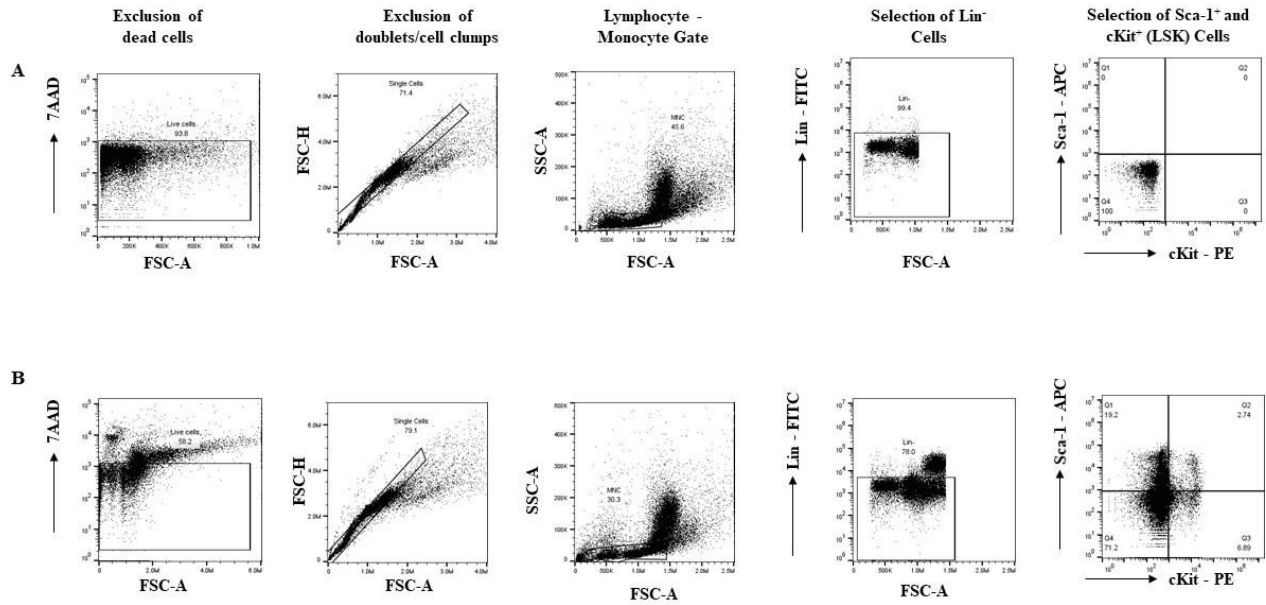 Exclusion of
dead cells
Exclusion of
doublets/cell clumps
Lymphocyte -
Monocyte Gate
Selection of Lin⁻
Cells
Selection of Sca-1⁺ and
cKit⁺ (LSK) Cells
A
7AAD
Live cells
93.8
FSC-A
FSC-H
Single Cells
71.4
FSC-A
SSC-A
MNC
45.6
FSC-A
Lin - FITC
Lin-
99.4
FSC-A
Sca-1 - APC
Q1
0
Q2
0
Q4
100
Q3
0
cKit - PE
B
7AAD
Live cells
58.2
FSC-A
FSC-H
Single Cells
79.1
FSC-A
SSC-A
MNC
30.3
FSC-A
Lin - FITC
Lin-
78.0
FSC-A
Sca-1 - APC
Q1
19.2
Q2
2.74
Q4
71.2
Q3
6.89
cKit - PE